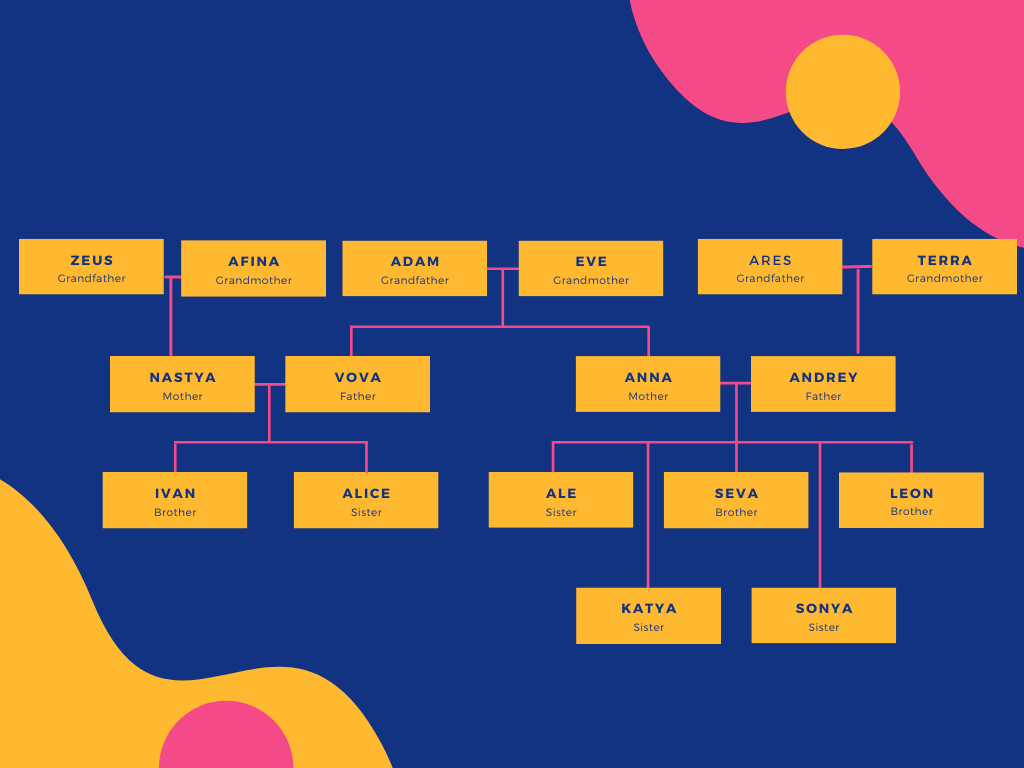 ZEUS
Grandfather
AFINA
Grandmother
ADAM
Grandfather
EVE
Grandmother
ARES
Grandfather
TERRA
Grandmother
NASTYA
Mother
VOVA
Father
ANNA
Mother
ANDREY
Father
IVAN
Brother
ALICE
Sister
ALE
Sister
SEVA
Brother
LEON
Brother
KATYA
Sister
SONYA
Sister